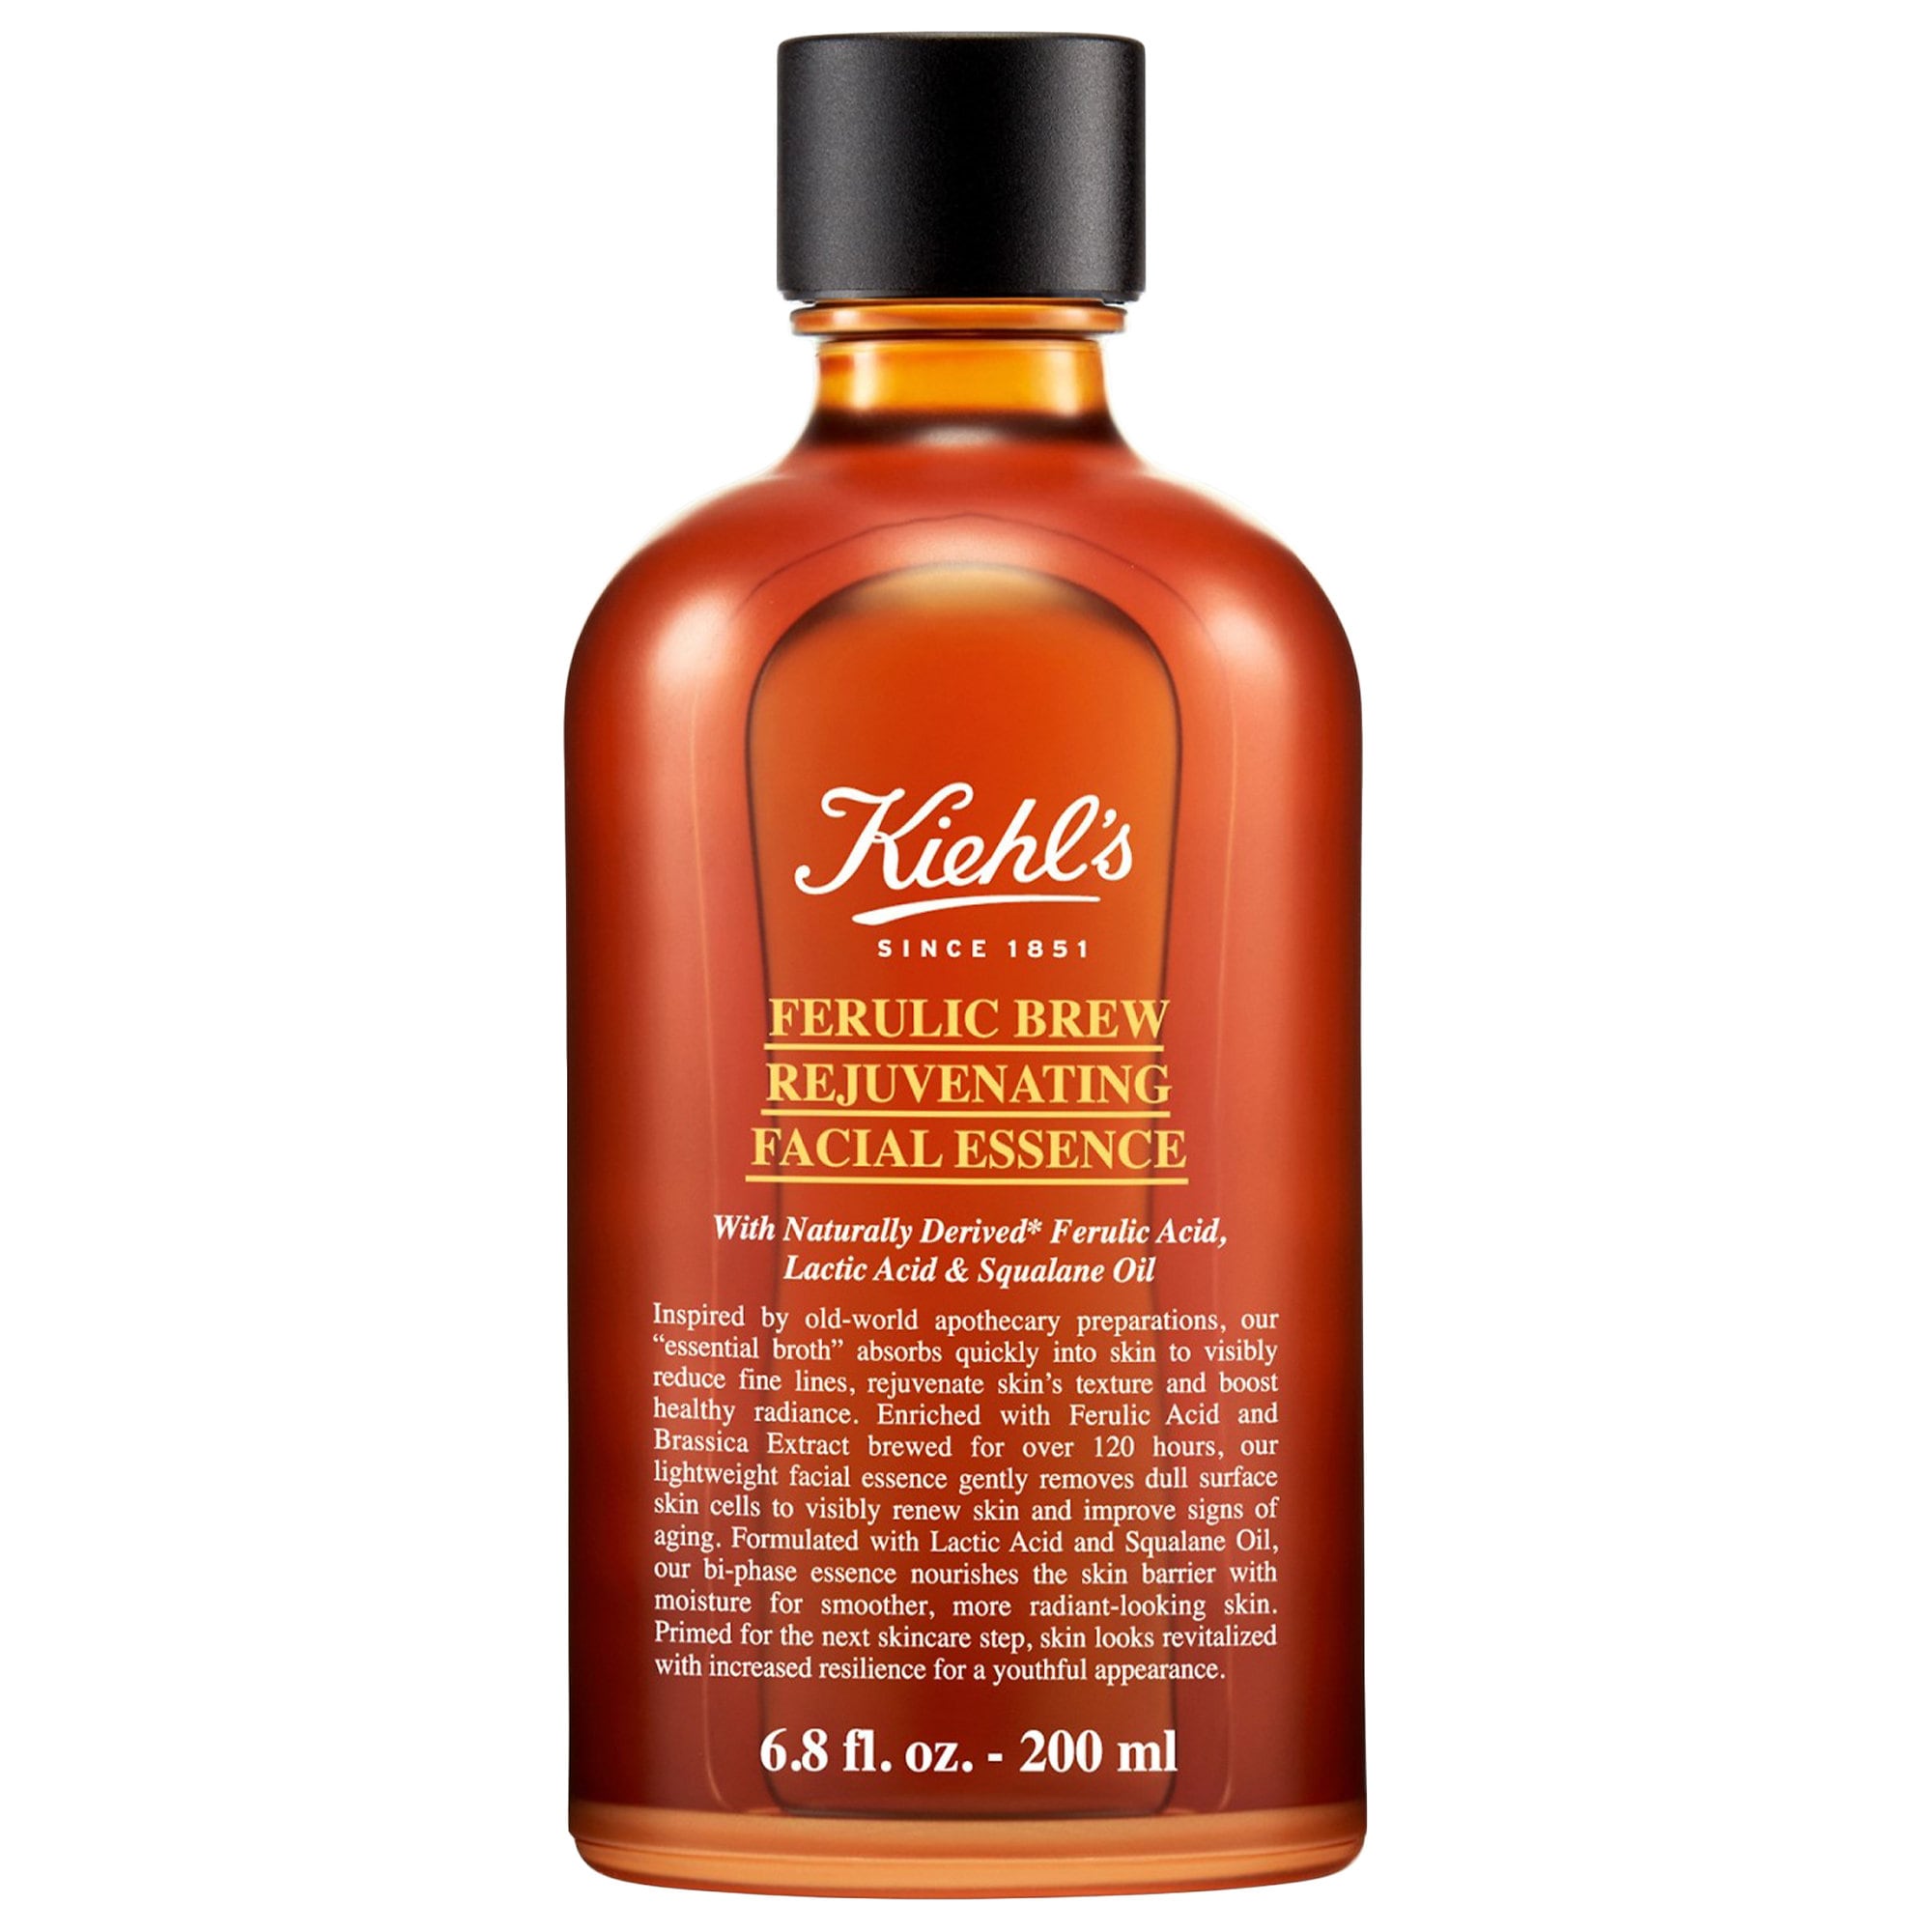 Kiehl's
SINCE 1851
FERULIC BREW
REJUVENATING
FACIAL ESSENCE
With Naturally Derived* Ferulic Acid,
Lactic Acid & Squalane Oil
Inspired by old-world apothecary preparations, our
“essential broth” absorbs quickly into skin to visibly
reduce fine lines, rejuvenate skin’s texture and boost
healthy radiance. Enriched with Ferulic Acid and
Brassica Extract brewed for over 120 hours, our
lightweight facial essence gently removes dull surface
skin cells to visibly renew skin and improve signs of
aging. Formulated with Lactic Acid and Squalane Oil,
our bi-phase essence nourishes the skin barrier with
moisture for smoother, more radiant-looking skin.
Primed for the next skincare step, skin looks revitalized
with increased resilience for a youthful appearance.
6.8 fl. oz. - 200 ml